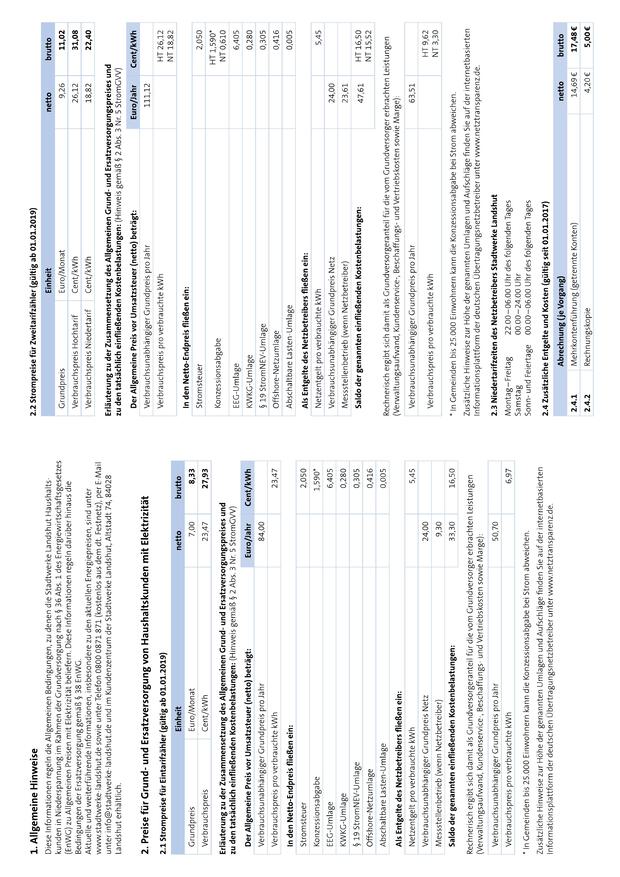 1. Allgemeine Hinweise
Diese Informationen regeln die Allgemeinen Bedingungen, zu denen die Stadtwerke Landshut Haushalts-
kunden in Niederspannung im Rahmen der Grundversorgung nach § 36 Abs. 1 des Energiewirtschaftsgesetzes
(EnWG) zu Allgemeinen Preisen mit Elektrizität beliefern. Diese Informationen regeln darüber hinaus die
Bedingungen der Ersatzversorgung gemäß § 38 EnWG.
Aktuelle und weiterführende Informationen, insbesondere zu den aktuellen Energiepreisen, sind unter
www.stadtwerke-landshut.de sowie unter Telefon 0800 0871 871 (kostenlos aus dem dt. Festnetz), per E-Mail
unter info@stadtwerke-landshut.de und im Kundenzentrum der Stadtwerke Landshut, Altstadt 74, 84028
Landshut erhältlich.
2. Preise für Grund- und Ersatzversorgung von Haushaltskunden mit Elektrizität
2.1 Strompreise für Eintarifzähler (gültig ab 01.01.2019)
Einheit netto brutto
Grundpreis Euro/Monat 7,00 8,33
Verbrauchspreis Cent/kWh 23,47 27,93
Erläuterung zu der Zusammensetzung des Allgemeinen Grund- und Ersatzversorgungspreises und
zu den tatsächlich einfließenden Kostenbelastungen: (Hinweis gemäß § 2 Abs. 3 Nr. 5 StromGVV)
Der Allgemeine Preis vor Umsatzsteuer (netto) beträgt: Euro/Jahr Cent/kWh
Verbrauchsunabhängiger Grundpreis pro Jahr 84,00
Verbrauchspreis pro verbrauchte kWh 23,47
In den Netto-Endpreis fließen ein:
Stromsteuer 2,050
Konzessionsabgabe 1,590*
EEG-Umlage 6,405
KWKG-Umlage 0,280
§ 19 StromNEV-Umlage 0,305
Offshore-Netzumlage 0,416
Abschaltbare Lasten-Umlage 0,005
Als Entgelt des Netzbetreibers fließen ein:
Netzentgelt pro verbrauchte kWh 5,45
Verbrauchsunabhängiger Grundpreis Netz 24,00
Messstellenbetrieb (wenn Netzbetreiber) 9,30
Saldo der genannten einfließenden Kostenbelastungen: 33,30 16,50
Rechnerisch ergibt sich damit als Grundversorgeranteil für die vom Grundversorger erbrachten Leistungen
(Verwaltungsaufwand, Kundenservice-, Beschaffungs- und Vertriebskosten sowie Marge):
Verbrauchsunabhängiger Grundpreis pro Jahr 50,70
Verbrauchspreis pro verbrauchte kWh 6,97
* In Gemeinden bis 25.000 Einwohnern kann die Konzessionsabgabe bei Strom abweichen.
Zusätzliche Hinweise zur Höhe der genannten Umlagen und Aufschläge finden Sie auf der internetbasierten
Informationsplattform der deutschen Übertragungsnetzbetreiber unter www.netztransparenz.de.
2.2 Strompreise für Zweitarifzähler (gültig ab 01.01.2019)
Einheit netto brutto
Grundpreis Euro/Monat 9,26 11,02
Verbrauchspreis Hochtarif Cent/kWh 26,12 31,08
Verbrauchspreis Niedertarif Cent/kWh 18,82 22,40
Erläuterung zu der Zusammensetzung des Allgemeinen Grund- und Ersatzversorgungspreises und
zu den tatsächlich einfließenden Kostenbelastungen: (Hinweis gemäß § 2 Abs. 3 Nr. 5 StromGVV)
Der Allgemeine Preis vor Umsatzsteuer (netto) beträgt: Euro/Jahr Cent/kWh
Verbrauchsunabhängiger Grundpreis pro Jahr 111,12
Verbrauchspreis pro verbrauchte kWh HT 26,12
NT 18,82
In den Netto-Endpreis fließen ein:
Stromsteuer 2,050
Konzessionsabgabe HT 1,590*
NT 0,610
EEG-Umlage 6,405
KWKG-Umlage 0,280
§ 19 StromNEV-Umlage 0,305
Offshore-Netzumlage 0,416
Abschaltbare Lasten-Umlage 0,005
Als Entgelt des Netzbetreibers fließen ein:
Netzentgelt pro verbrauchte kWh 5,45
Verbrauchsunabhängiger Grundpreis Netz 24,00
Messstellenbetrieb (wenn Netzbetreiber) 23,61
Saldo der genannten einfließenden Kostenbelastungen: 47,61 HT 16,50
NT 15,52
Rechnerisch ergibt sich damit als Grundversorgeranteil für die vom Grundversorger erbrachten Leistungen
(Verwaltungsaufwand, Kundenservice-, Beschaffungs- und Vertriebskosten sowie Marge):
Verbrauchsunabhängiger Grundpreis pro Jahr 63,51
Verbrauchspreis pro verbrauchte kWh HT 9,62
NT 3,30
* In Gemeinden bis 25.000 Einwohnern kann die Konzessionsabgabe bei Strom abweichen.
Zusätzliche Hinweise zur Höhe der genannten Umlagen und Aufschläge finden Sie auf der internetbasierten
Informationsplattform der deutschen Übertragungsnetzbetreiber unter www.netztransparenz.de.
2.3 Niedertarifzeiten des Netzbetreibers Stadtwerke Landshut
Montag – Freitag 22:00 – 06:00 Uhr des folgenden Tages
Samstag 00:00 – 24:00 Uhr
Sonn- und Feiertage 00:00 – 06:00 Uhr des folgenden Tages
2.4 Zusätzliche Entgelte und Kosten (gültig seit 01.01.2017)
Abrechnung (je Vorgang) netto brutto
2.4.1 Mehrkontenführung (getrennte Konten) 14,69 € 17,48 €
2.4.2 Rechnungskopie 4,20 € 5,00 €